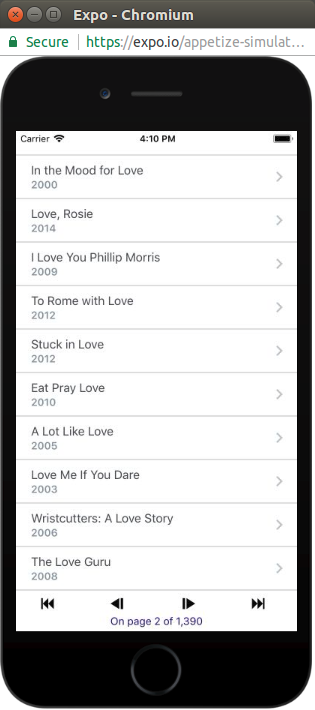 Expo - Chromium
Secure https://expo.io/appetize-simulat...
Carrier 4:10 PM
In the Mood for Love
2000
Love, Rosie
2014
I Love You Phillip Morris
2009
To Rome with Love
2012
Stuck in Love
2012
Eat Pray Love
2010
A Lot Like Love
2005
Love Me If You Dare
2003
Wristcutters: A Love Story
2006
The Love Guru
2008
On page 2 of 1,390